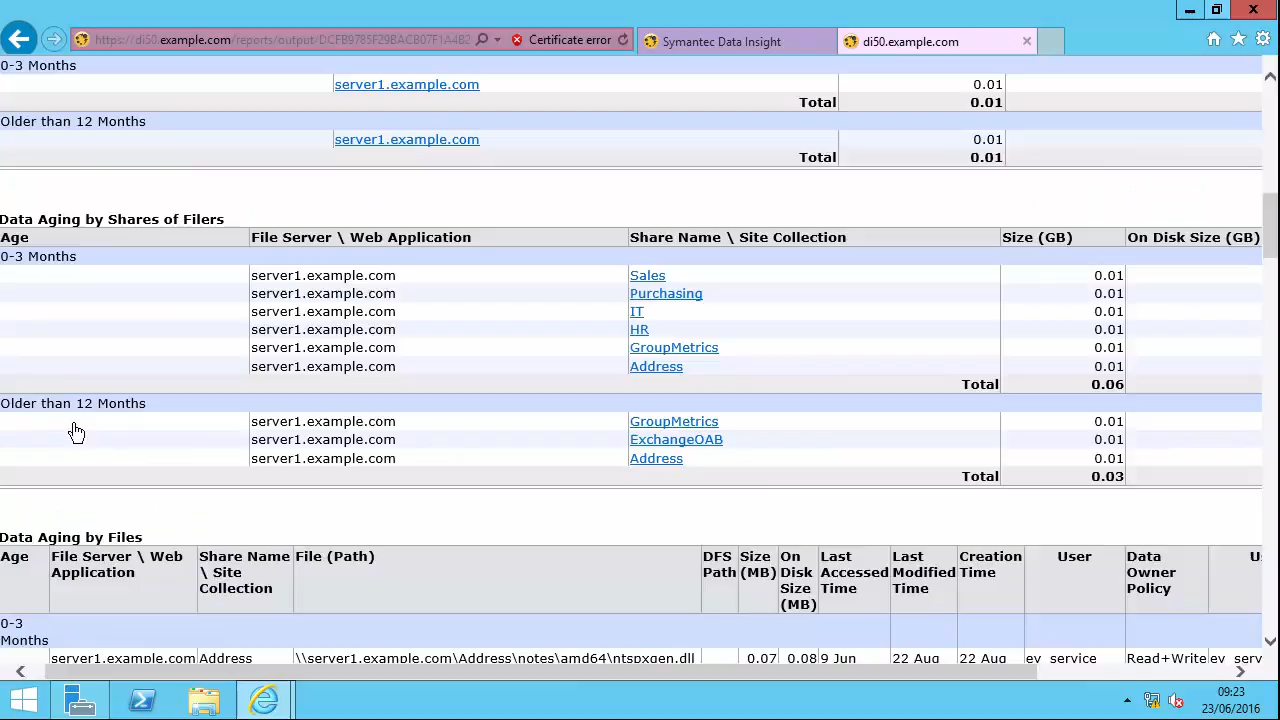 https://di50.example.com/reports/output/DCFB9785F29BACB07F1A4B2
Certificate error
Symantec Data Insight
di50.example.com
0-3 Months
server1.example.com 0.01
Total 0.01
Older than 12 Months
server1.example.com 0.01
Total 0.01
Data Aging by Shares of Filers
Age File Server \ Web Application Share Name \ Site Collection Size (GB) On Disk Size (GB)
0-3 Months
server1.example.com Sales 0.01
server1.example.com Purchasing 0.01
server1.example.com IT 0.01
server1.example.com HR 0.01
server1.example.com GroupMetrics 0.01
server1.example.com Address 0.01
Total 0.06
Older than 12 Months
server1.example.com GroupMetrics 0.01
server1.example.com ExchangeOAB 0.01
server1.example.com Address 0.01
Total 0.03
Data Aging by Files
Age File Server \ Web Share Name File (Path) DFS Size On Last Last Creation User Data U
Application \ Site Path (MB) Disk Accessed Modified Time Owner
Collection Size Time Time Policy
(MB)
0-3
Months
server1.example.com Address \\server1.example.com\Address\notes\amd64\ntspxgen.dll 0.07 0.08 9 Jun 22 Aug 22 Aug ev_service Read+Write ev_serv
09:23
23/06/2016